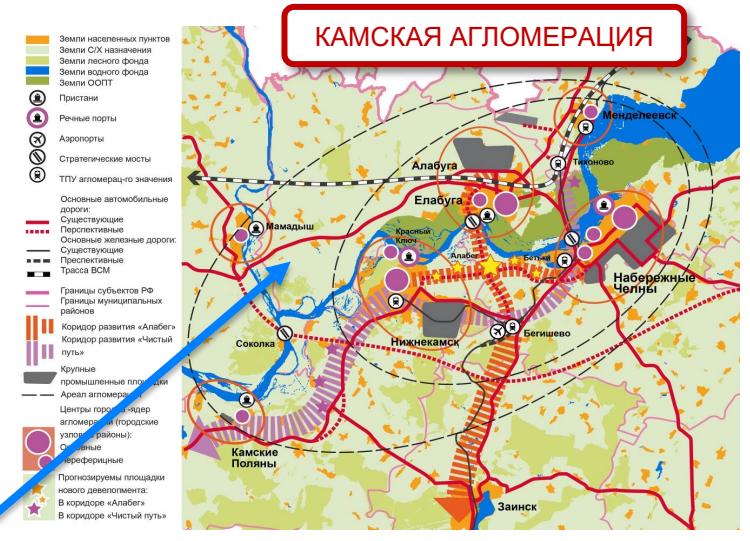 КАМСКАЯ АГЛОМЕРАЦИЯ
Земли населенных пунктов
Земли С/Х назначения
Земли лесного фонда
Земли водного фонда
Земли ООПТ
Пристани
Речные порты
Аэропорты
Стратегические мосты
ТПУ агломерац-го значения
Основные автомобильные
дороги:
Существующие
Перспективные
Основные железные дороги:
Существующие
Преспективные
Трасса ВСМ
Границы субъектов РФ
Границы муниципальных
районов
Коридор развития «Алабег»
Коридор развития «Чистый
путь»
Крупные
промышленные площадки
Ареал агломерации
Центры городов -ядер
агломерации (городские
узловые районы):
Основные
Переферицные
Прогнозируемы площадки
нового девелопмента:
В коридоре «Алабег»
В коридоре «Чистый путь»
Менделеевск
Тихоново
Алабуга
Елабуга
Мамадыш
Красный
Ключ
Алабег
Бетьки
Набережные
Челны
Нижнекамск
Бегишево
Соколка
Камские
Поляны
Заинск